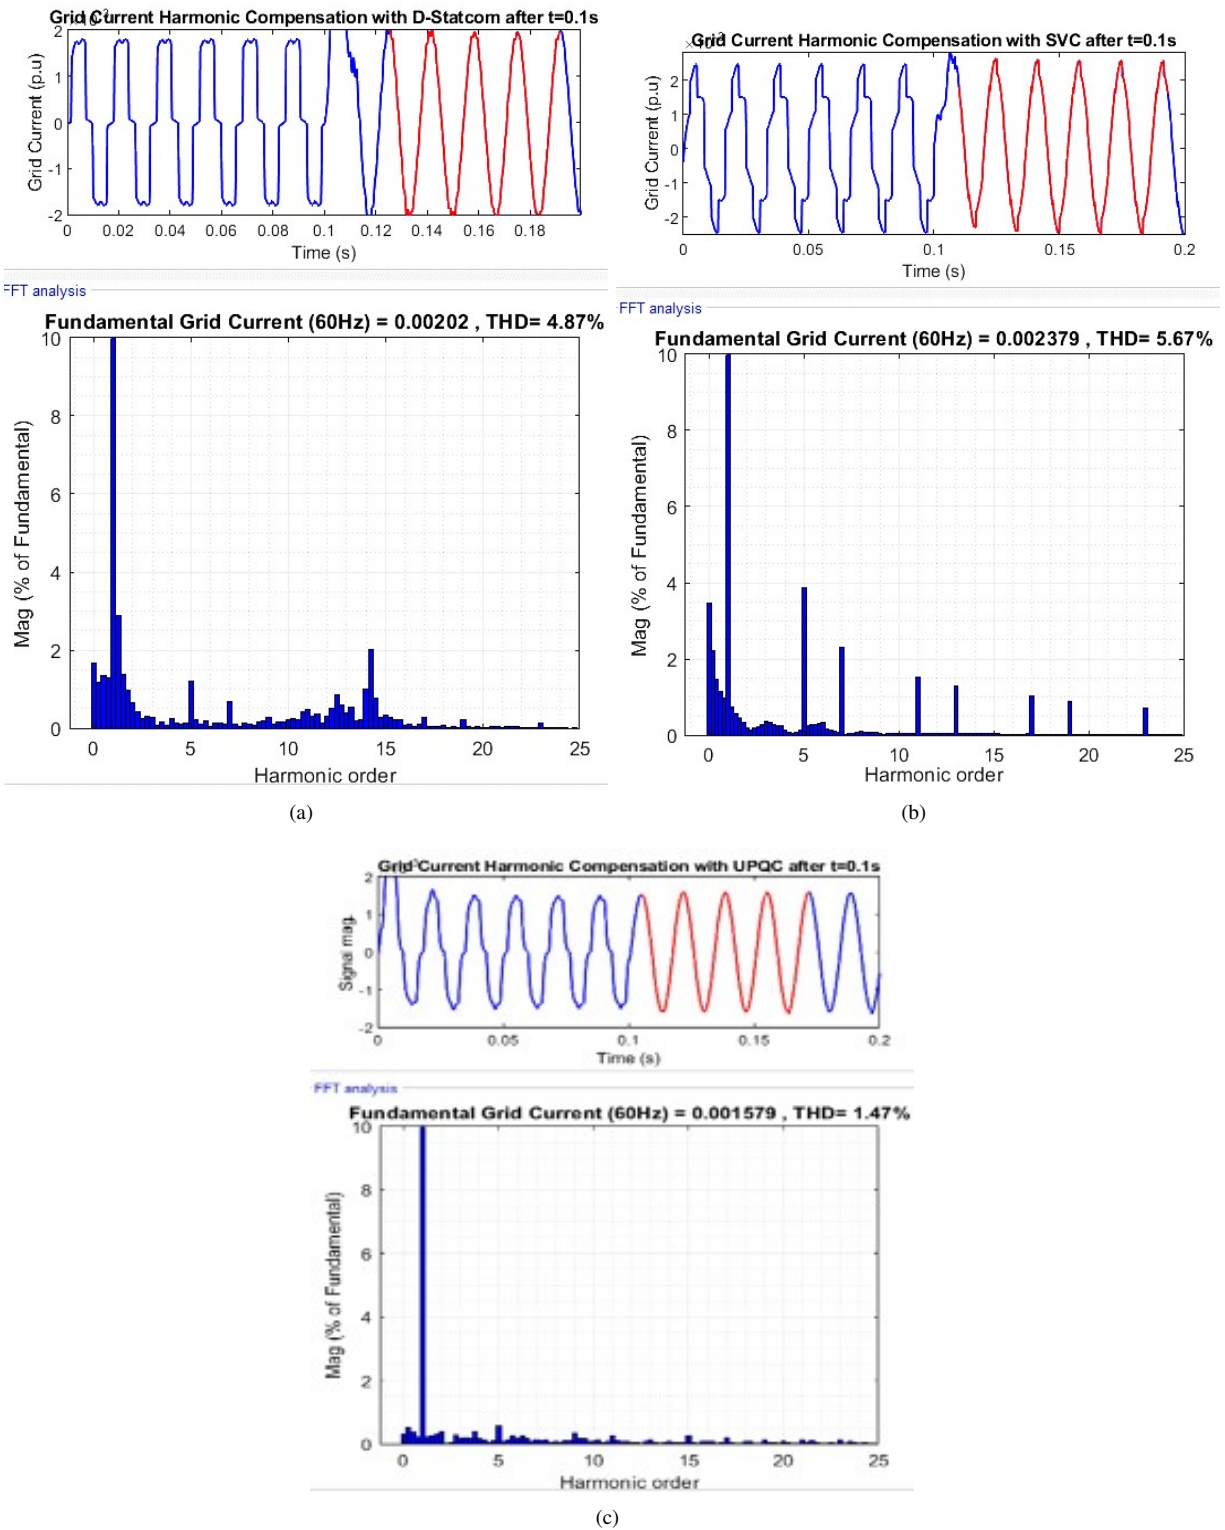 Grid Current Harmonic Compensation with D-Statcom after t=0.1s
2
1
0
-1
-2
Grid Current (p.u)
0 0.02 0.04 0.06 0.08 0.1 0.12 0.14 0.16 0.18
Time (s)
FFT analysis
Fundamental Grid Current (60Hz) = 0.00202 , THD= 4.87%
10
8
6
4
2
0
Mag (% of Fundamental)
0 5 10 15 20 25
Harmonic order
(a)
Grid Current Harmonic Compensation with SVC after t=0.1s
2
1
0
-1
-2
Grid Current (p.u)
0 0.05 0.1 0.15 0.2
Time (s)
FFT analysis
Fundamental Grid Current (60Hz) = 0.002379 , THD= 5.67%
10
8
6
4
2
0
Mag (% of Fundamental)
0 5 10 15 20 25
Harmonic order
(b)
Grid Current Harmonic Compensation with UPQC after t=0.1s
2
1
0
-1
-2
Signal mag.
0 0.05 0.1 0.15 0.2
Time (s)
FFT analysis
Fundamental Grid Current (60Hz) = 0.001579 , THD= 1.47%
10
8
6
4
2
0
Mag (% of Fundamental)
0 5 10 15 20 25
Harmonic order
(c)